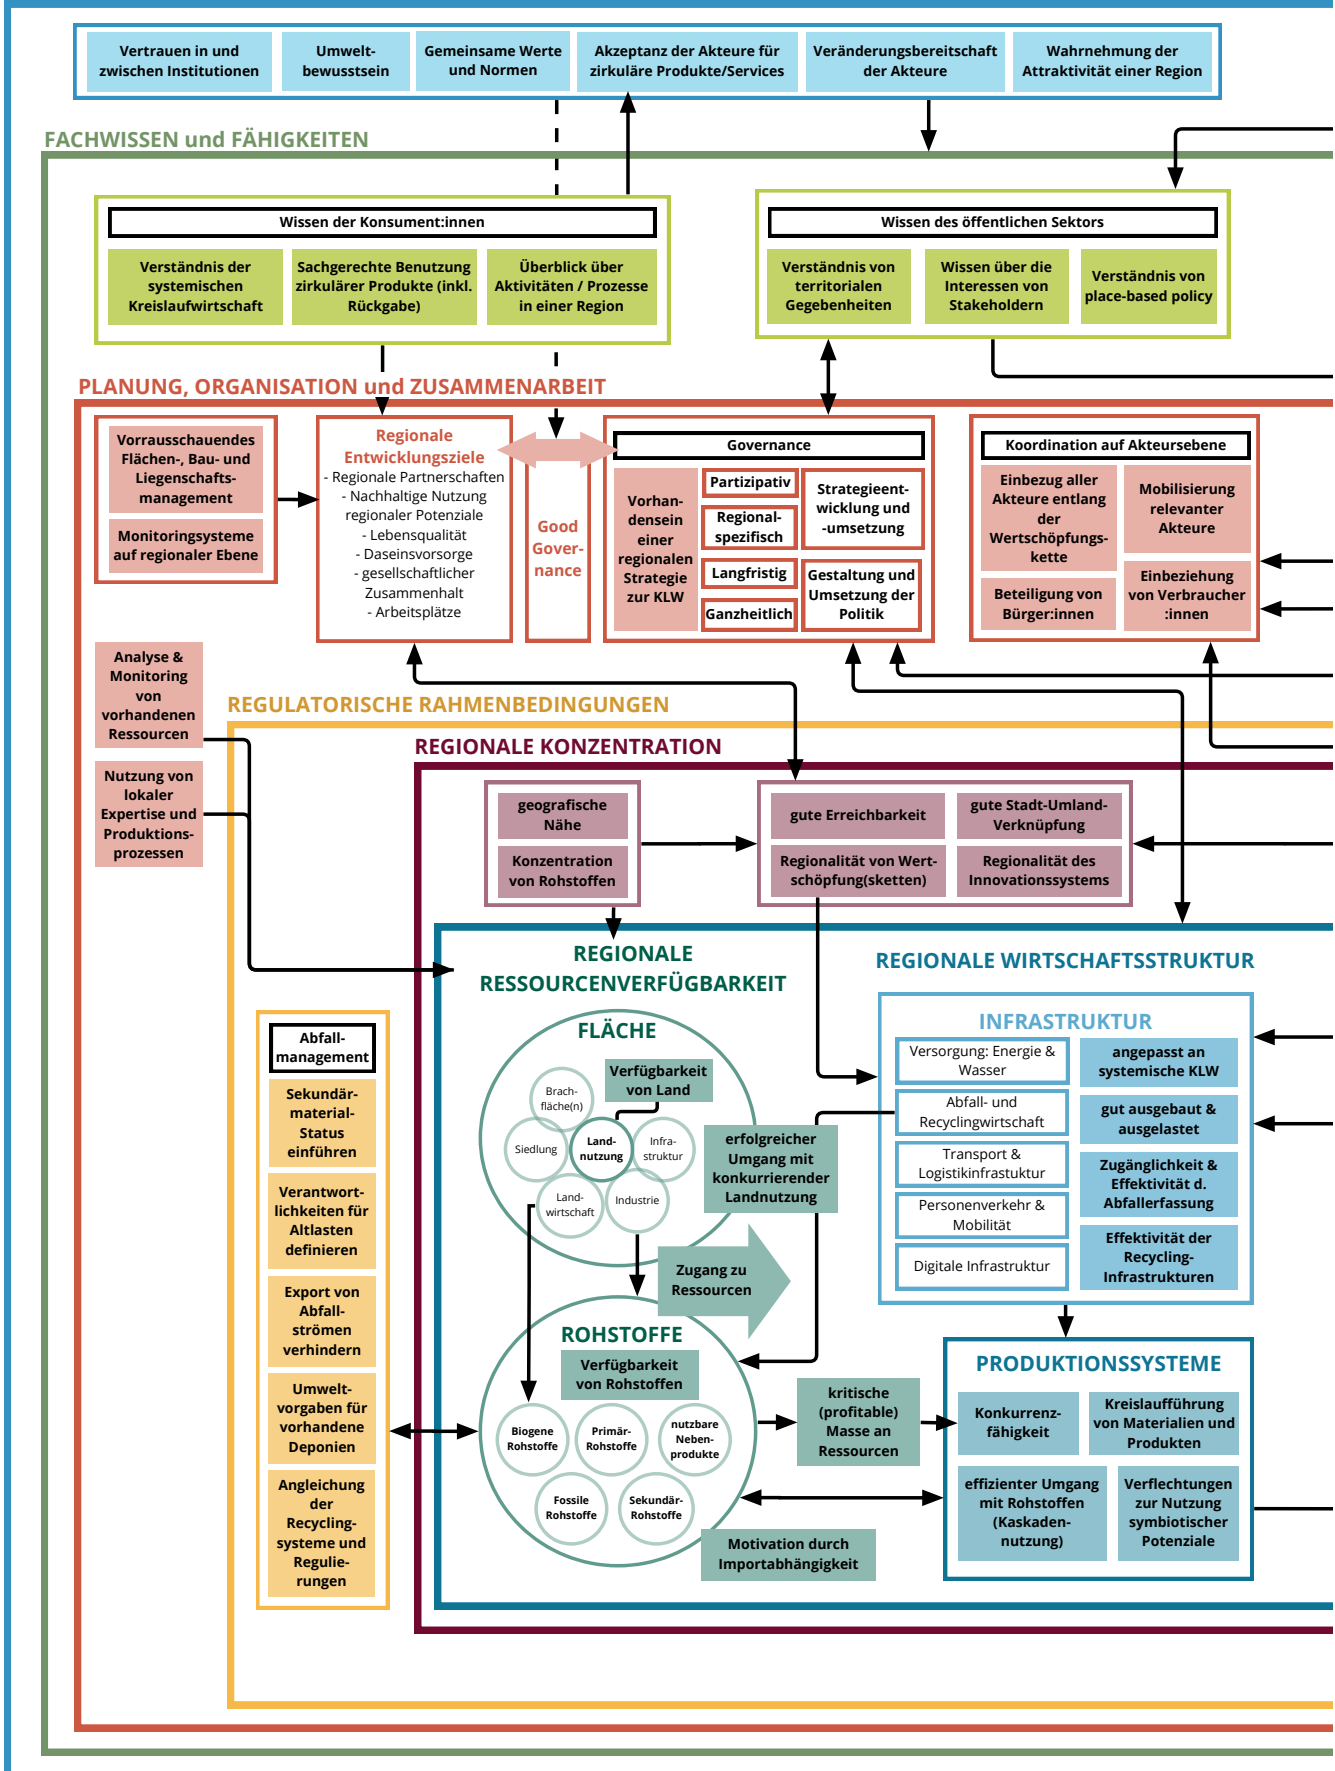 Vertrauen in und
zwischen Institutionen
Umwelt-
bewusstsein
Gemeinsame Werte
und Normen
Akzeptanz der Akteure für
zirkuläre Produkte/Services
Veränderungsbereitschaft
der Akteure
Wahrnehmung der
Attraktivität einer Region
FACHWISSEN und FÄHIGKEITEN
Wissen der Konsument:innen
Verständnis der
systemischen
Kreislaufwirtschaft
Sachgerechte Benutzung
zirkulärer Produkte (inkl.
Rückgabe)
Überblick über
Aktivitäten / Prozesse
in einer Region
Wissen des öffentlichen Sektors
Verständnis von
territorialen
Gegebenheiten
Wissen über die
Interessen von
Stakeholdern
Verständnis von
place-based policy
PLANUNG, ORGANISATION und ZUSAMMENARBEIT
Vorrausschauendes
Flächen-, Bau- und
Liegenschafts-
management
Monitoringsysteme
auf regionaler Ebene
Regionale
Entwicklungsziele
- Regionale Partnerschaften
- Nachhaltige Nutzung
regionaler Potenziale
- Lebensqualität
- Daseinsvorsorge
- gesellschaftlicher
Zusammenhalt
- Arbeitsplätze
Good
Gover-
nance
Governance
Vorhan-
densein
einer
regionalen
Strategie
zur KLW
Partizipativ
Regional-
spezifisch
Langfristig
Ganzheitlich
Strategieent-
wicklung und
-umsetzung
Gestaltung und
Umsetzung der
Politik
Koordination auf Akteursebene
Einbezug aller
Akteure entlang
der
Wertschöpfungs-
kette
Beteiligung von
Bürger:innen
Mobilisierung
relevanter
Akteure
Einbeziehung
von Verbraucher
:innen
Analyse &
Monitoring
von
vorhandenen
Ressourcen
Nutzung von
lokaler
Expertise und
Produktions-
prozessen
REGULATORISCHE RAHMENBEDINGUNGEN
REGIONALE KONZENTRATION
geografische
Nähe
Konzentration
von Rohstoffen
gute Erreichbarkeit
gute Stadt-Umland-
Verknüpfung
Regionalität von Wert-
schöpfung(sketten)
Regionalität des
Innovationssystems
REGIONALE
RESSOURCENVERFÜGBARKEIT
FLÄCHE
Verfügbarkeit
von Land
Brach-
fläche(n)
Siedlung
Land-
nutzung
Infra-
struktur
Land-
wirtschaft
Industrie
erfolgreicher
Umgang mit
konkurrierender
Landnutzung
Zugang zu
Ressourcen
ROHSTOFFE
Verfügbarkeit
von Rohstoffen
Biogene
Rohstoffe
Primär-
Rohstoffe
nutzbare
Neben-
produkte
Fossile
Rohstoffe
Sekundär-
Rohstoffe
kritische
(profitable)
Masse an
Ressourcen
Motivation durch
Importabhängigkeit
Abfall-
management
Sekundär-
material-
Status
einführen
Verantwort-
lichkeiten für
Altlasten
definieren
Export von
Abfall-
strömen
verhindern
Umwelt-
vorgaben für
vorhandene
Deponien
Angleichung
der
Recycling-
systeme und
Regulie-
rungen
REGIONALE WIRTSCHAFTSSTRUKTUR
INFRASTRUKTUR
Versorgung: Energie &
Wasser
Abfall- und
Recyclingwirtschaft
Transport &
Logistikinfrastuktur
Personenverkehr &
Mobilität
Digitale Infrastruktur
angepasst an
systemische KLW
gut ausgebaut &
ausgelastet
Zugänglichkeit &
Effektivität d.
Abfallerfassung
Effektivität der
Recycling-
Infrastrukturen
PRODUKTIONSSYSTEME
Konkurrenz-
fähigkeit
Kreislaufführung
von Materialien und
Produkten
effizienter Umgang
mit Rohstoffen
(Kaskaden-
nutzung)
Verflechtungen
zur Nutzung
symbiotischer
Potenziale